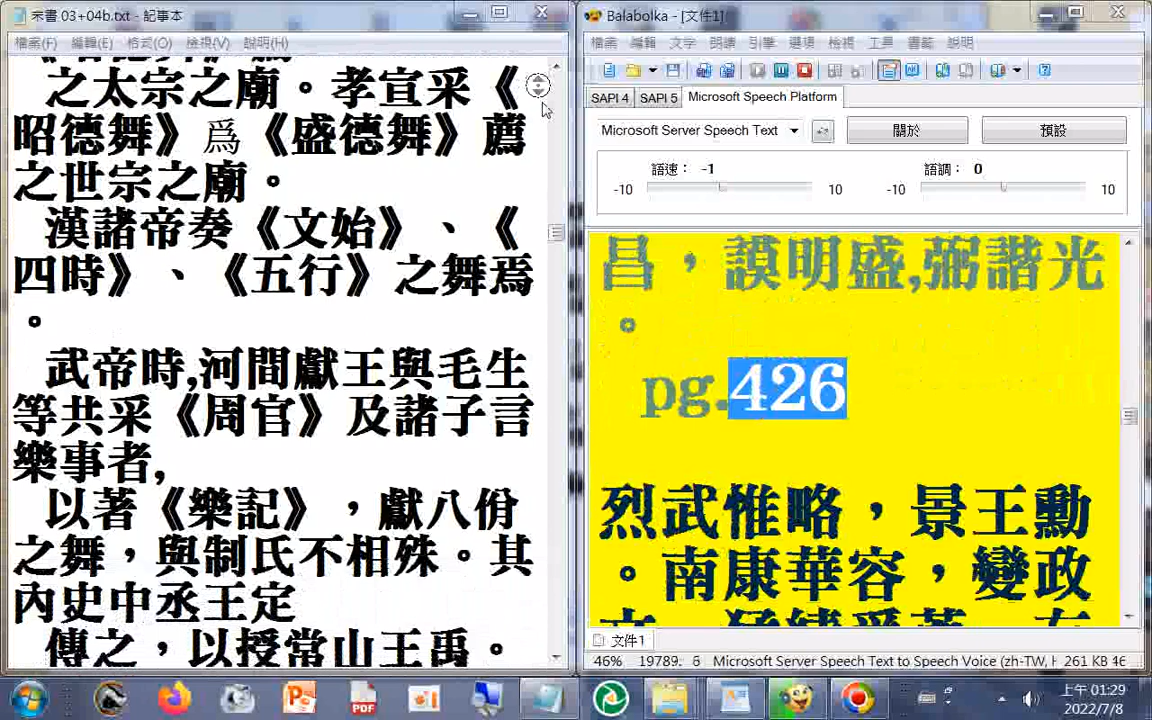 宋書.03+04b.txt - 記事本
檔案(F) 編輯(E) 格式(O) 檢視(V) 說明(H)
之太宗之廟。孝宣采《
昭德舞》爲《盛德舞》薦
之世宗之廟。
漢諸帝奏《文始》、《
四時》、《五行》之舞焉
。
武帝時,河間獻王與毛生
等共采《周官》及諸子言
樂事者,
以著《樂記》，獻八佾
之舞，與制氏不相殊。其
內史中丞王定
傳之，以授常山王禹。
Balabolka - [文件1]
檔案 編輯 文字 朗讀 引擎 選項 檢視 工具 書籤 說明
SAPI 4 SAPI 5 Microsoft Speech Platform
Microsoft Server Speech Text 關於 預設
語速： -1 語調： 0
-10 10 -10 10
昌，謨明盛,弼諧光
。
pg.426
烈武惟略，景王勳
。南康華容，變政
文1
文件1
46% 19789. 6 Microsoft Server Speech Text to Speech Voice (zh-TW, H 261 KB 46
上午 01:29
2022/7/8